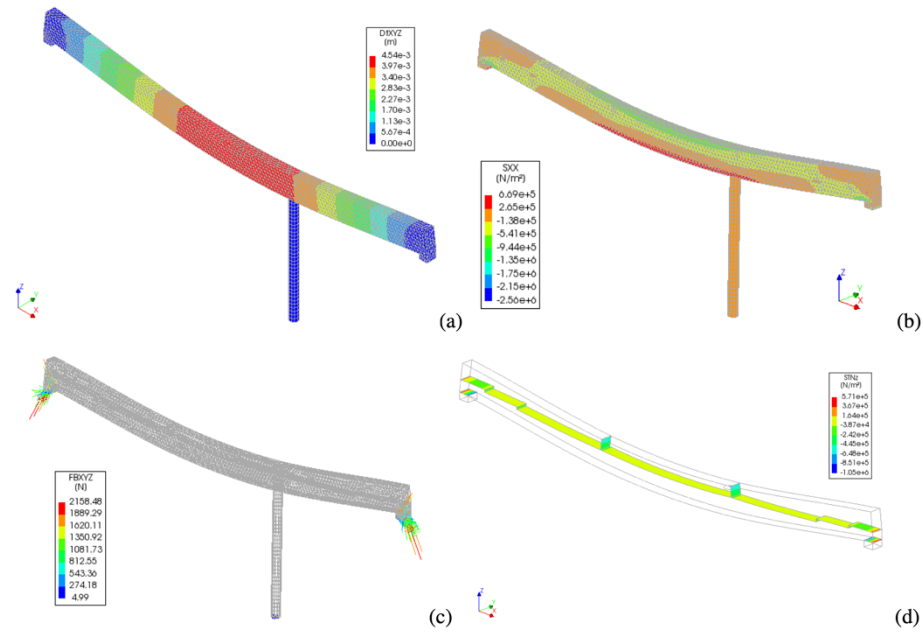 DtXYZ
(m)
4.54e-3
3.97e-3
3.40e-3
2.83e-3
2.27e-3
1.70e-3
1.13e-3
5.67e-4
0.00e+0
Z
Y
X
(a)
SXX
(N/m²)
6.69e+5
2.65e+5
-1.38e+5
-5.41e+5
-9.44e+5
-1.35e+6
-1.75e+6
-2.15e+6
-2.56e+6
Z
Y
X
(b)
FBXYZ
(N)
2158.48
1889.29
1620.11
1350.92
1081.73
812.55
543.36
274.18
4.99
Z
Y
X
(c)
STNz
(N/m²)
5.71e+5
3.67e+5
1.64e+5
-3.87e+4
-2.42e+5
-4.45e+5
-6.48e+5
-8.51e+5
-1.05e+6
Z
Y
X
(d)